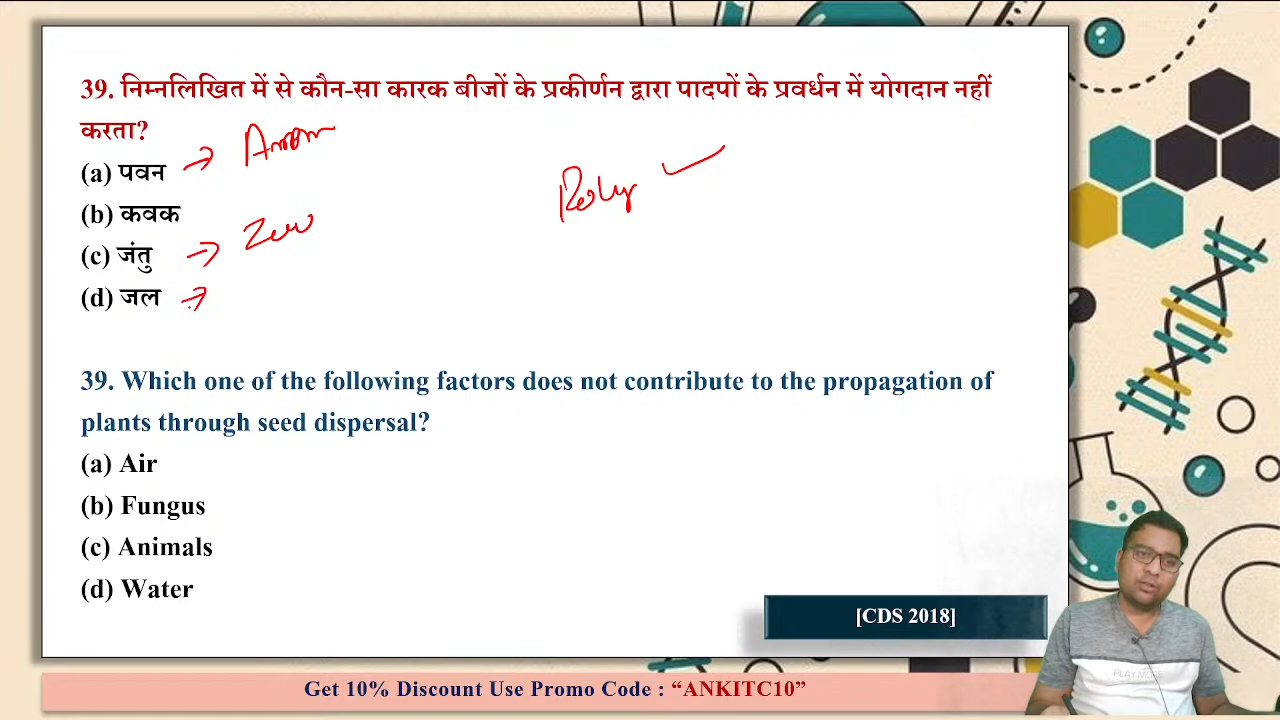 39. निम्नलिखित में से कौन-सा कारक बीजों के प्रकीर्णन द्वारा पादपों के प्रवर्धन में योगदान नहीं
करता?
(a) पवन
(b) कवक
(c) जंतु
(d) जल
39. Which one of the following factors does not contribute to the propagation of
plants through seed dispersal?
(a) Air
(b) Fungus
(c) Animals
(d) Water
[CDS 2018]
PLAY MORE
Get 10% Discount Use Promo Code : “ANKITC10”